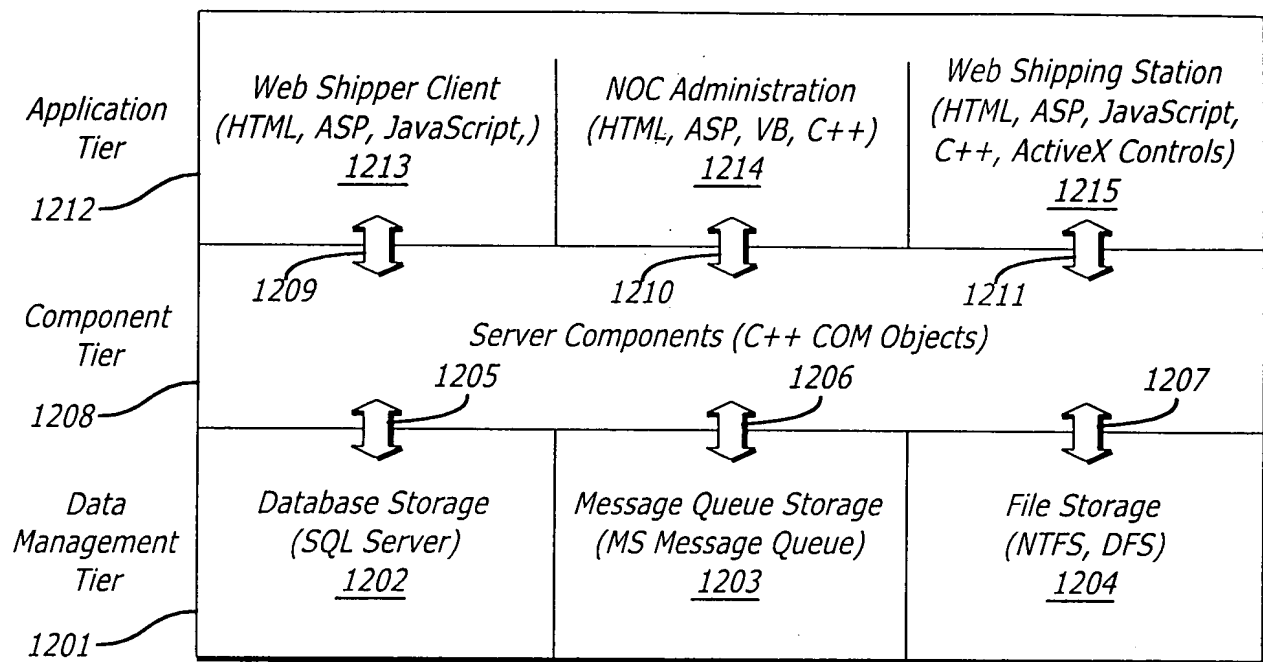 Application
Tier
1212
Web Shipper Client
(HTML, ASP, JavaScript,)
1213
NOC Administration
(HTML, ASP, VB, C++)
1214
Web Shipping Station
(HTML, ASP, JavaScript,
C++, ActiveX Controls)
1215
1209
1210
1211
Component
Tier
1208
Server Components (C++ COM Objects)
1205
1206
1207
Data
Management
Tier
1201
Database Storage
(SQL Server)
1202
Message Queue Storage
(MS Message Queue)
1203
File Storage
(NTFS, DFS)
1204